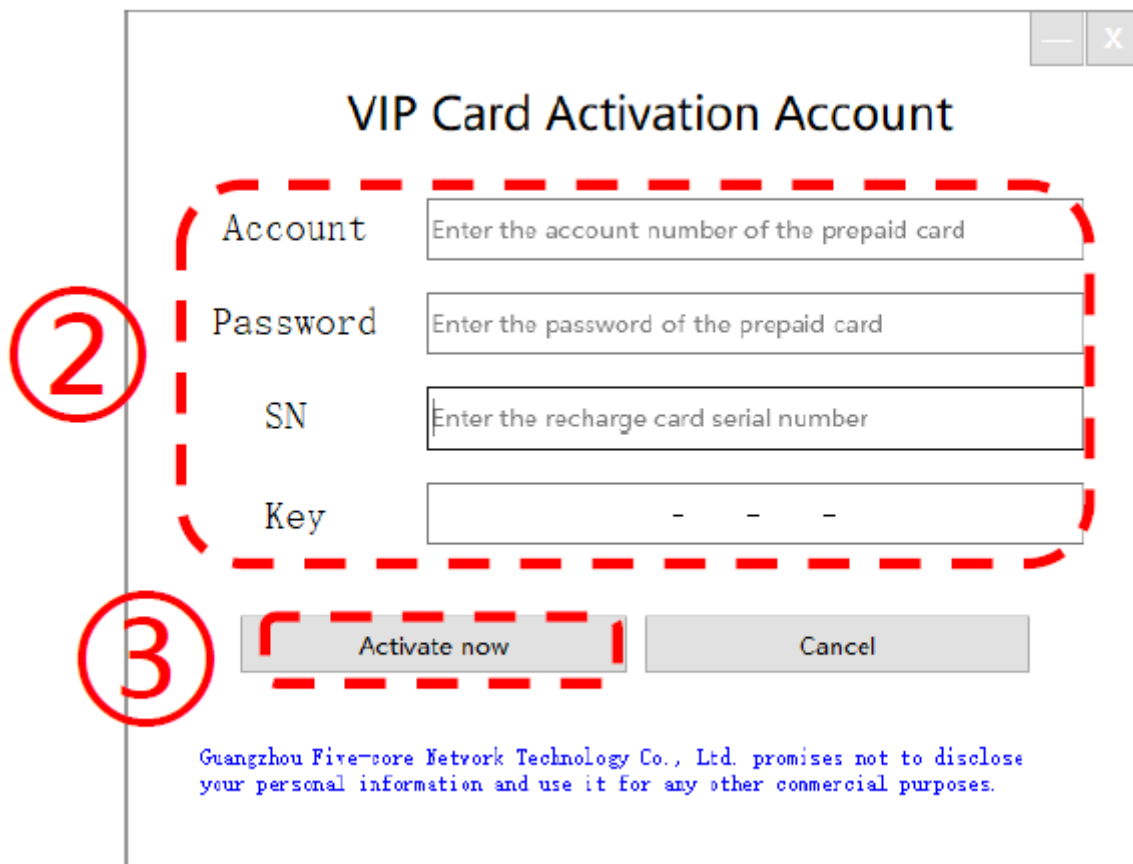 — X
VIP Card Activation Account
Account Enter the account number of the prepaid card
② Password Enter the password of the prepaid card
SN Enter the recharge card serial number
Key - - -
③ Activate now Cancel
Guangzhou Five-core Network Technology Co., Ltd. promises not to disclose
your personal information and use it for any other commercial purposes.